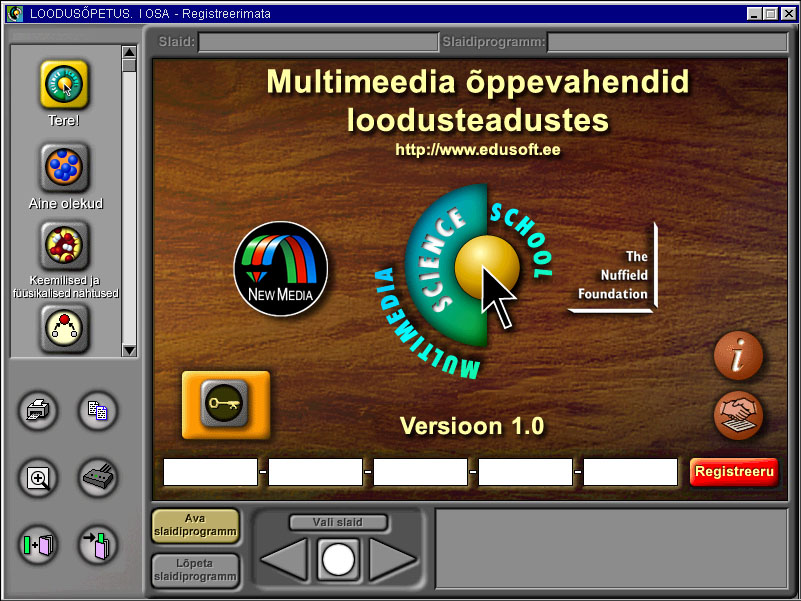 LOODUSÕPETUS. I OSA - Registreerimata
Slaid:
Slaidiprogramm:
Tere!
Aine olekud
Keemilised ja
füüsikalised nähtused
Multimeedia õppevahendid
loodusteadustes
http://www.edusoft.ee
NEW MEDIA
MULTIMEDIA
SCIENCE
SCHOOL
The
Nuffield
Foundation
i
Versioon 1.0
- - - -
Registreeru
Ava
slaidiprogramm
Vali slaid
Lõpeta
slaidiprogramm